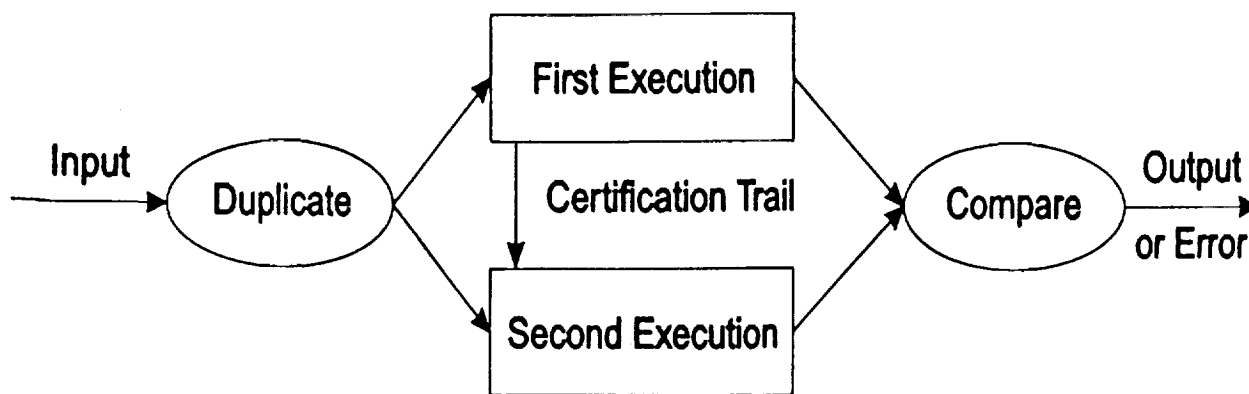 Input
Duplicate
First Execution
Certification Trail
Second Execution
Compare
Output
or Error